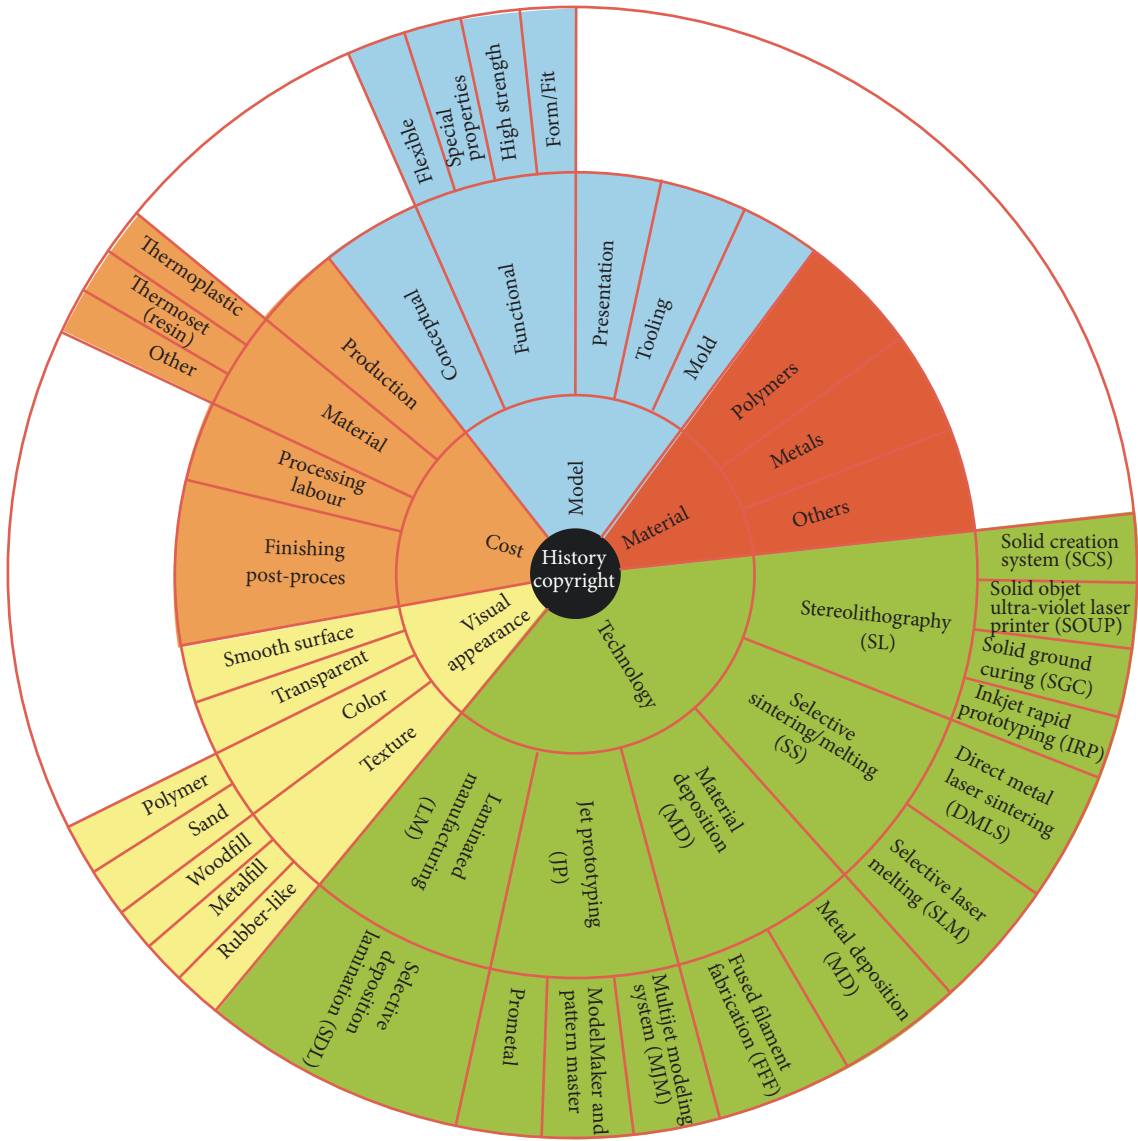 History
copyright
Model
Conceptual
Functional
Presentation
Tooling
Mold
Flexible
Special
properties
High strength
Form/Fit
Material
Polymers
Metals
Others
Technology
Stereolithography
(SL)
Solid creation
system (SCS)
Solid objet
ultra-violet laser
printer (SOUP)
Solid ground
curing (SGC)
Inkjet rapid
prototyping (IRP)
Selective
sintering/melting
(SS)
Direct metal
laser sintering
(DMLS)
Selective laser
melting (SLM)
Material
deposition
(MD)
Metal deposition
(MD)
Fused filament
fabrication (FFF)
Jet prototyping
(JP)
Multijet modeling
system (MJM)
ModelMaker and
pattern master
Prometal
Laminated
manufacturing
(LM)
Selective
deposition
lamination (SDL)
Visual
appearance
Texture
Color
Transparent
Smooth surface
Rubber-like
Metalfill
Woodfill
Sand
Polymer
Cost
Finishing
post-proces
Processing
labour
Material
Production
Other
Thermoset
(resin)
Thermoplastic